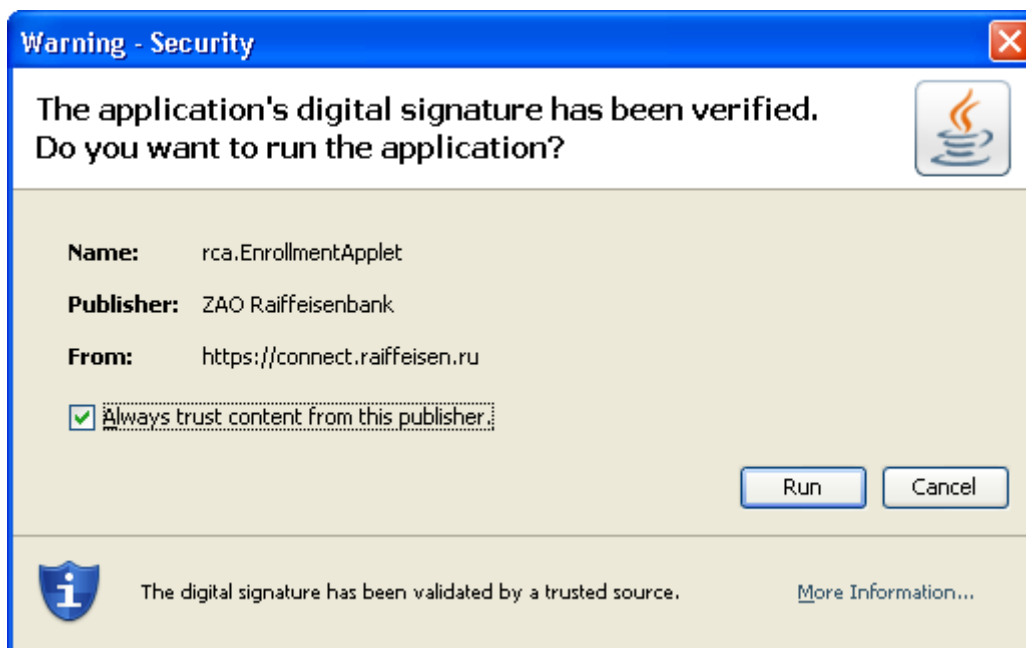 Warning - Security
The application's digital signature has been verified.
Do you want to run the application?
Name: rca.EnrollmentApplet
Publisher: ZAO Raiffeisenbank
From: https://connect.raiffeisen.ru
Always trust content from this publisher.
Run Cancel
The digital signature has been validated by a trusted source. More Information...